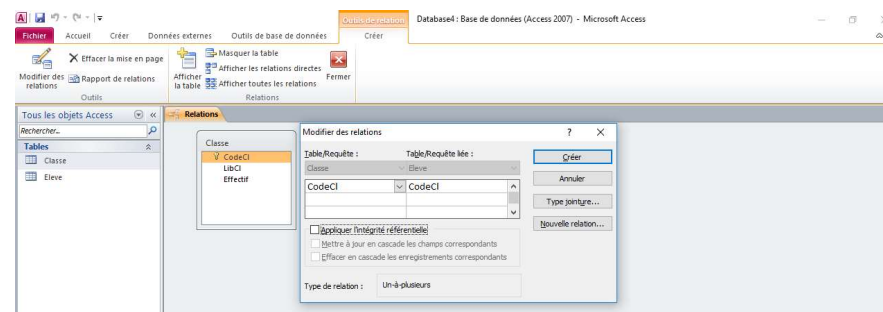 Outils de relation Database4 : Base de données (Access 2007) - Microsoft Access
Fichier Accueil Créer Données externes Outils de base de données Créer
Modifier des relations
Effacer la mise en page
Rapport de relations
Outils
Afficher la table
Masquer la table
Afficher les relations directes
Afficher toutes les relations
Fermer
Relations
Tous les objets Access
Rechercher...
Tables
Classe
Eleve
Relations
Classe
CodeCl
LibCl
Effectif
Modifier des relations
Table/Requête : Table/Requête liée :
Classe Eleve
CodeCl CodeCl
Appliquer l'intégrité référentielle
Mettre à jour en cascade les champs correspondants
Effacer en cascade les enregistrements correspondants
Type de relation : Un-à-plusieurs
Créer
Annuler
Type jointure...
Nouvelle relation...